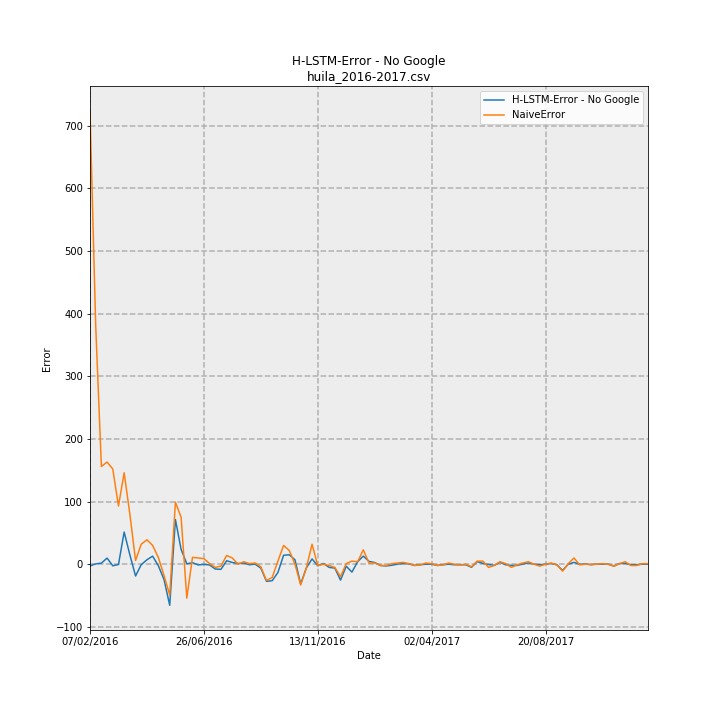 H-LSTM-Error - No Google
huila_2016-2017.csv
H-LSTM-Error - No Google
NaiveError
700
600
500
400
300
200
100
0
−100
Error
07/02/2016
26/06/2016
13/11/2016
02/04/2017
20/08/2017
Date